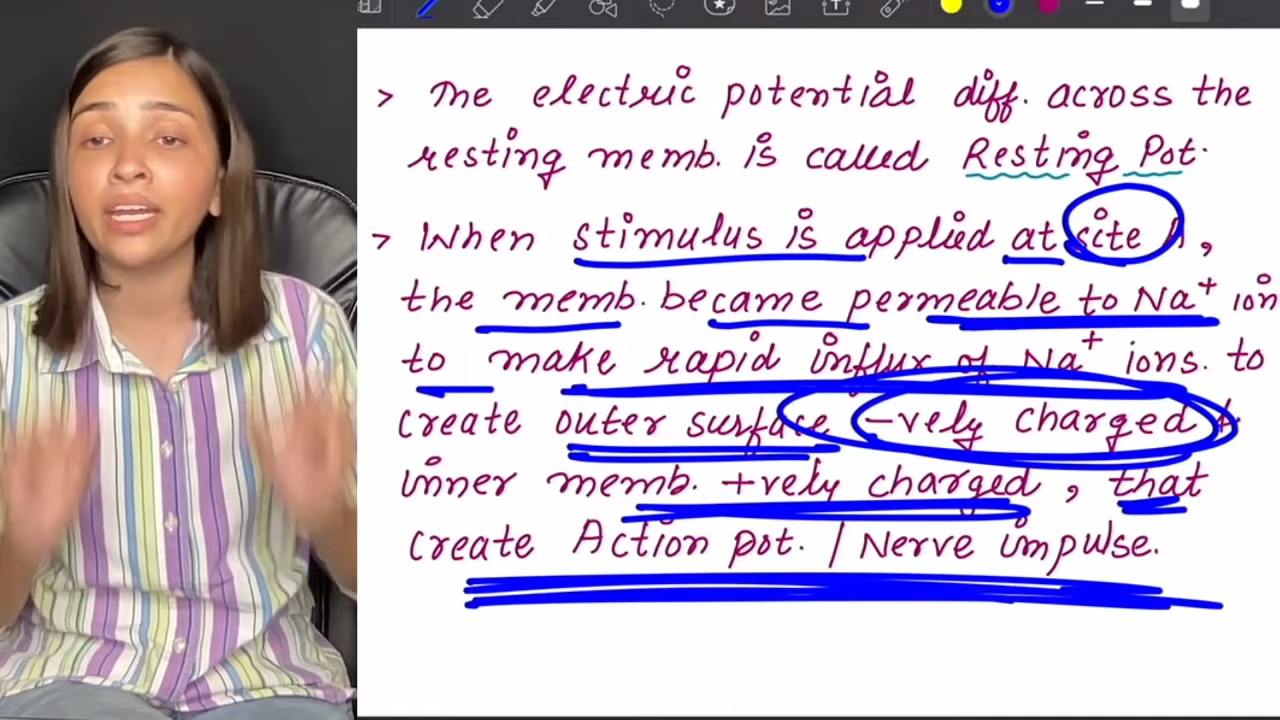 > The electric potential diff. across the
resting memb. is called Resting Pot.
> When stimulus is applied at site A,
the memb. became permeable to Na⁺ ion
to make rapid influx of Na⁺ ions. to
create outer surface -vely charged &
inner memb. +vely charged, that
create Action pot. / Nerve impulse.